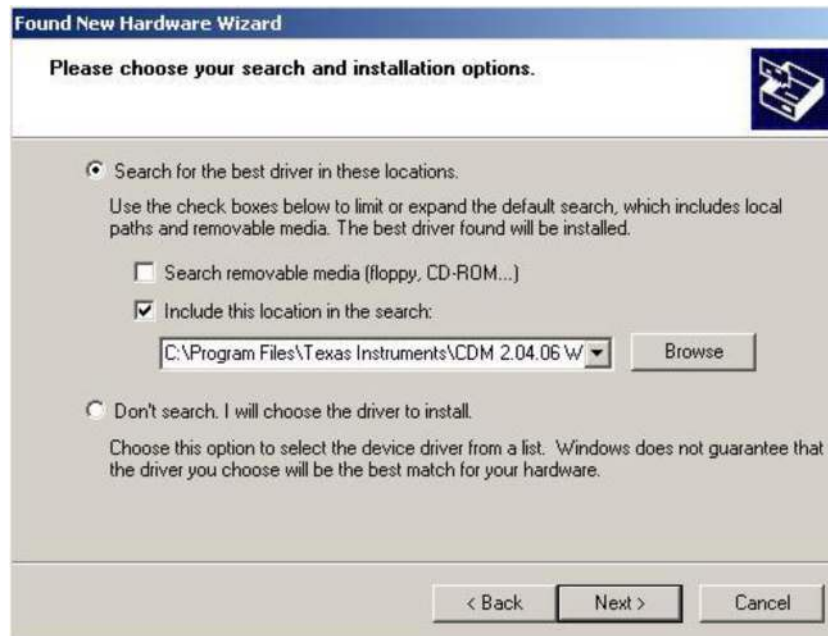 Found New Hardware Wizard
Please choose your search and installation options.
Search for the best driver in these locations.
Use the check boxes below to limit or expand the default search, which includes local
paths and removable media. The best driver found will be installed.
Search removable media (floppy, CD-ROM...)
Include this location in the search:
C:\Program Files\Texas Instruments\CDM 2.04.06 W
Browse
Don't search. I will choose the driver to install.
Choose this option to select the device driver from a list. Windows does not guarantee that
the driver you choose will be the best match for your hardware.
< Back
Next >
Cancel